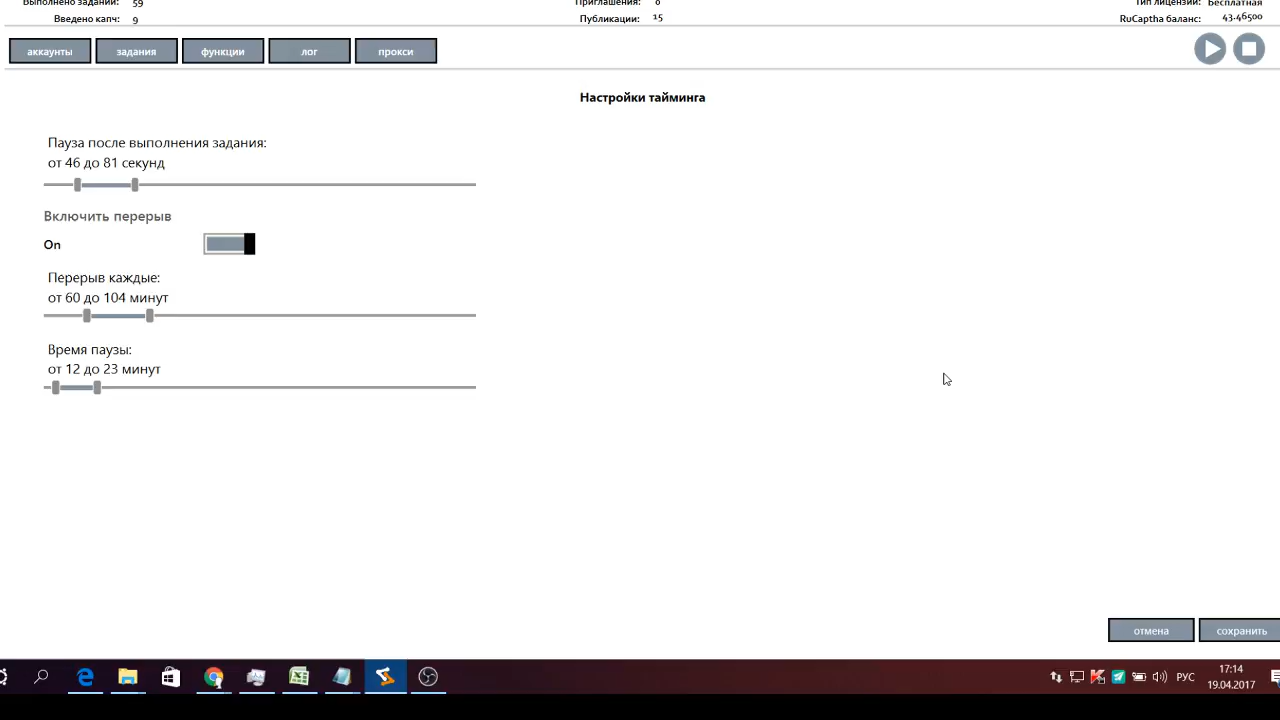 Выполнено заданий: 59
Приглашения: 0
Тип лицензии: Бесплатная
Введено капч: 9
Публикации: 15
RuCaptha баланс: 43.46500
аккаунты задания функции лог прокси
Настройки тайминга
Пауза после выполнения задания:
от 46 до 81 секунд
Включить перерыв
On
Перерыв каждые:
от 60 до 104 минут
Время паузы:
от 12 до 23 минут
отмена сохранить
РУС
17:14
19.04.2017